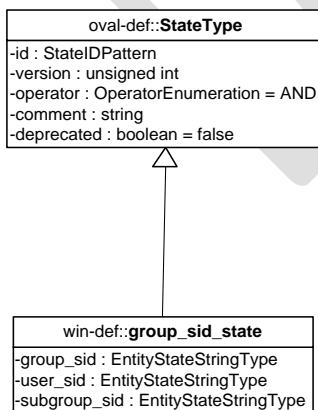 oval-def::StateType
-id : StateIDPattern
-version : unsigned int
-operator : OperatorEnumeration = AND
-comment : string
-deprecated : boolean = false
win-def::group_sid_state
-group_sid : EntityStateStringType
-user_sid : EntityStateStringType
-subgroup_sid : EntityStateStringType